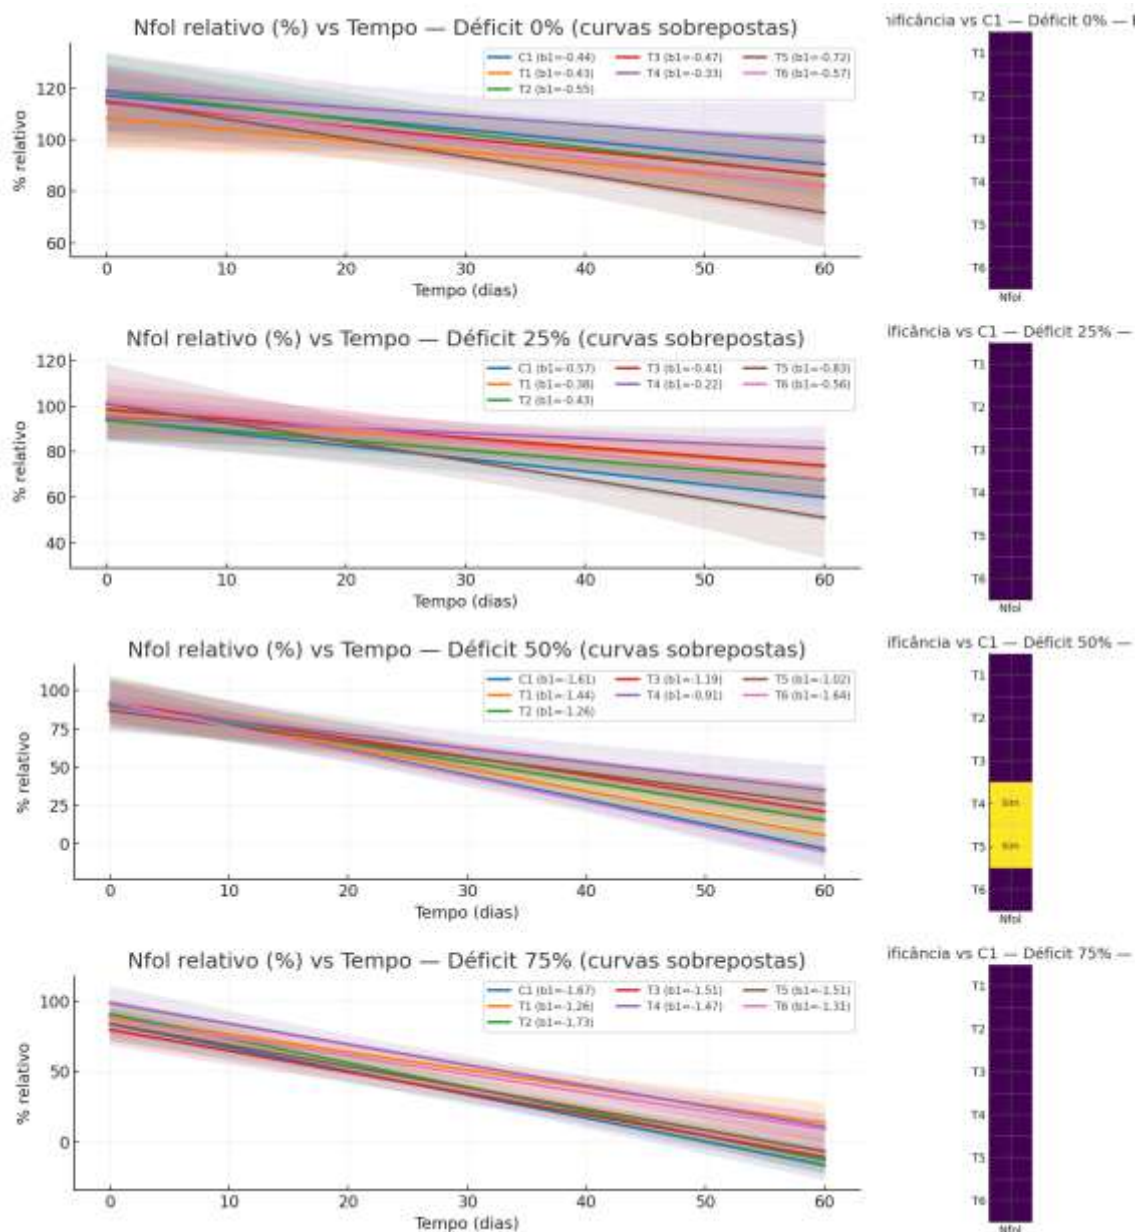 Nfol relativo (%) vs Tempo — Déficit 0% (curvas sobrepostas)
C1 (b1=-0.44) T3 (b1=-0.47) T5 (b1=-0.72)
T1 (b1=-0.43) T4 (b1=-0.33) T6 (b1=-0.57)
T2 (b1=-0.55)
% relativo
120
100
80
60
0 10 20 30 40 50 60
Tempo (dias)
nificância vs C1 — Déficit 0% —
T1
T2
T3
T4
T5
T6
Nfol
Nfol relativo (%) vs Tempo — Déficit 25% (curvas sobrepostas)
C1 (b1=-0.57) T3 (b1=-0.41) T5 (b1=-0.83)
T1 (b1=-0.38) T4 (b1=-0.22) T6 (b1=-0.56)
T2 (b1=-0.43)
% relativo
120
100
80
60
40
0 10 20 30 40 50 60
Tempo (dias)
ificância vs C1 — Déficit 25% —
T1
T2
T3
T4
T5
T6
Nfol
Nfol relativo (%) vs Tempo — Déficit 50% (curvas sobrepostas)
C1 (b1=-1.61) T3 (b1=-1.19) T5 (b1=-1.02)
T1 (b1=-1.44) T4 (b1=-0.91) T6 (b1=-1.64)
T2 (b1=-1.26)
% relativo
100
75
50
25
0
0 10 20 30 40 50 60
Tempo (dias)
ificância vs C1 — Déficit 50% —
T1
T2
T3
T4
T5
T6
Nfol
Nfol relativo (%) vs Tempo — Déficit 75% (curvas sobrepostas)
C1 (b1=-1.67) T3 (b1=-1.51) T5 (b1=-1.51)
T1 (b1=-1.26) T4 (b1=-1.47) T6 (b1=-1.31)
T2 (b1=-1.73)
% relativo
100
50
0
0 10 20 30 40 50 60
Tempo (dias)
ificância vs C1 — Déficit 75% —
T1
T2
T3
T4
T5
T6
Nfol